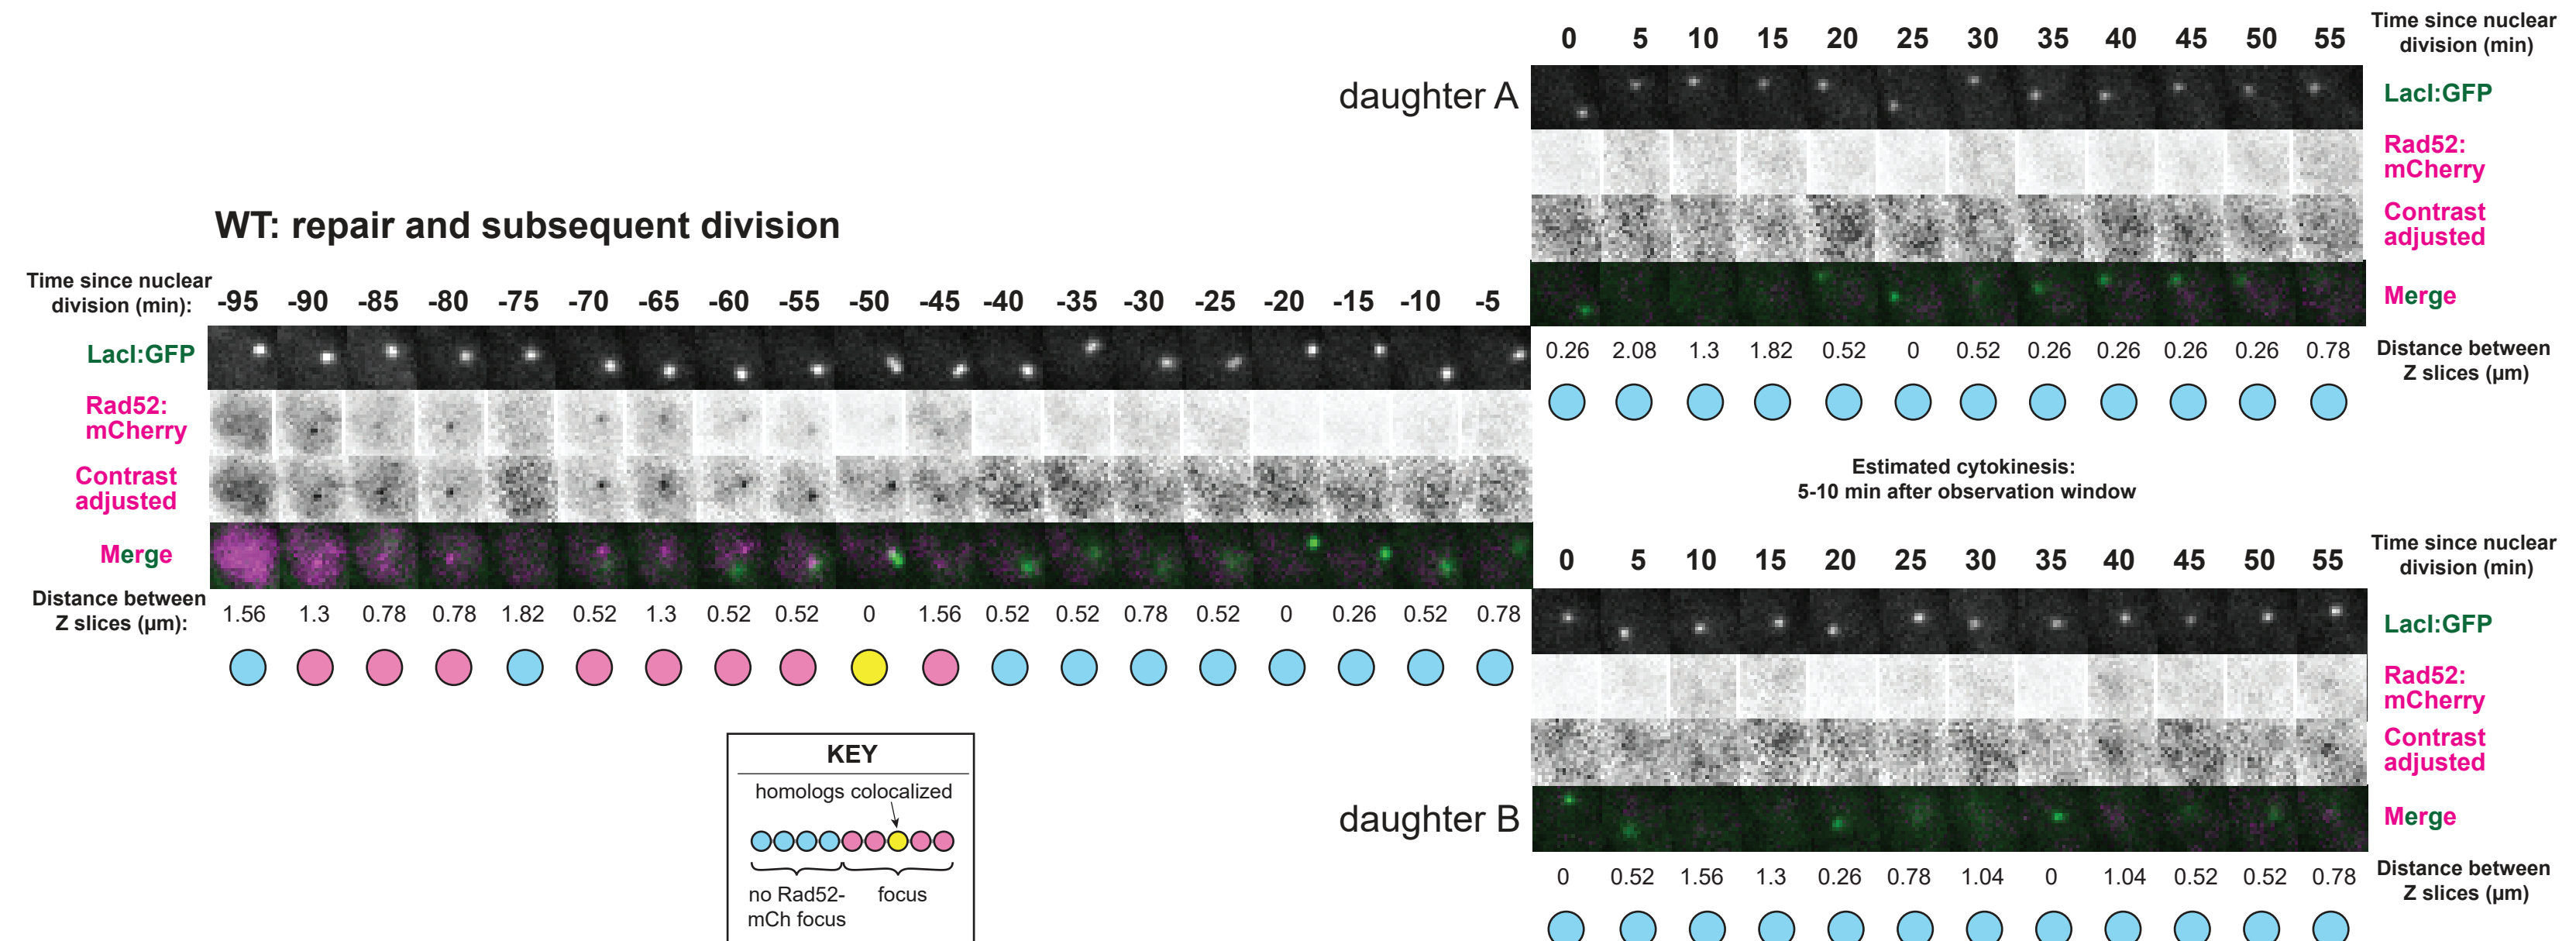 daughter A
0 5 10 15 20 25 30 35 40 45 50 55
Time since nuclear
division (min)
LacI:GFP
Rad52:
mCherry
Contrast
adjusted
Merge
0.26 2.08 1.3 1.82 0.52 0 0.52 0.26 0.26 0.26 0.26 0.78
Distance between
Z slices (µm)
WT: repair and subsequent division
Time since nuclear
division (min):
-95 -90 -85 -80 -75 -70 -65 -60 -55 -50 -45 -40 -35 -30 -25 -20 -15 -10 -5
LacI:GFP
Rad52:
mCherry
Contrast
adjusted
Merge
Distance between
Z slices (µm):
1.56 1.3 0.78 0.78 1.82 0.52 1.3 0.52 0.52 0 1.56 0.52 0.52 0.78 0.52 0 0.26 0.52 0.78
KEY
homologs colocalized
no Rad52-
mCh focus
focus
Estimated cytokinesis:
5-10 min after observation window
daughter B
0 5 10 15 20 25 30 35 40 45 50 55
Time since nuclear
division (min)
LacI:GFP
Rad52:
mCherry
Contrast
adjusted
Merge
0 0.52 1.56 1.3 0.26 0.78 1.04 0 1.04 0.52 0.52 0.78
Distance between
Z slices (µm)